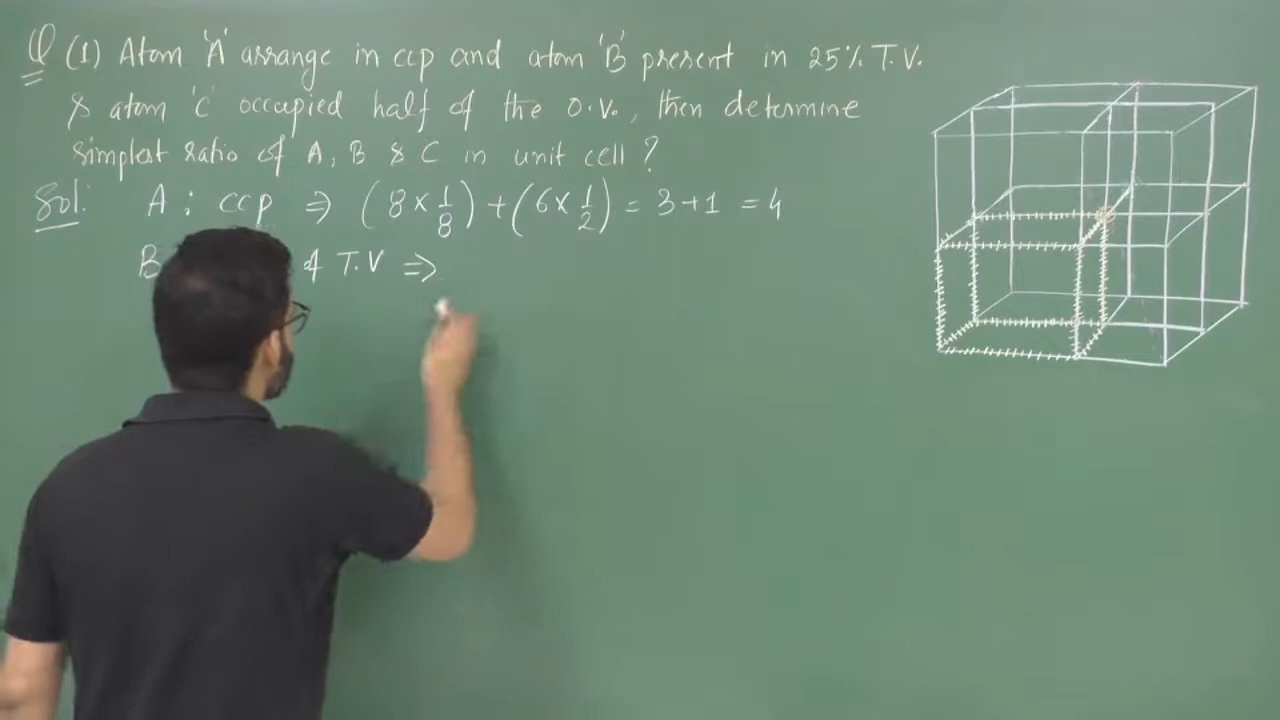 Q (1) Atom 'A' arrange in ccp and atom 'B' present in 25% T.V.
& atom 'C' occupied half of the O.V., then determine
simplest ratio of A, B & C in unit cell ?
Sol: A ; ccp ⇒ (8 × 1/8) + (6 × 1/2) = 3 + 1 = 4
B of T.V ⇒